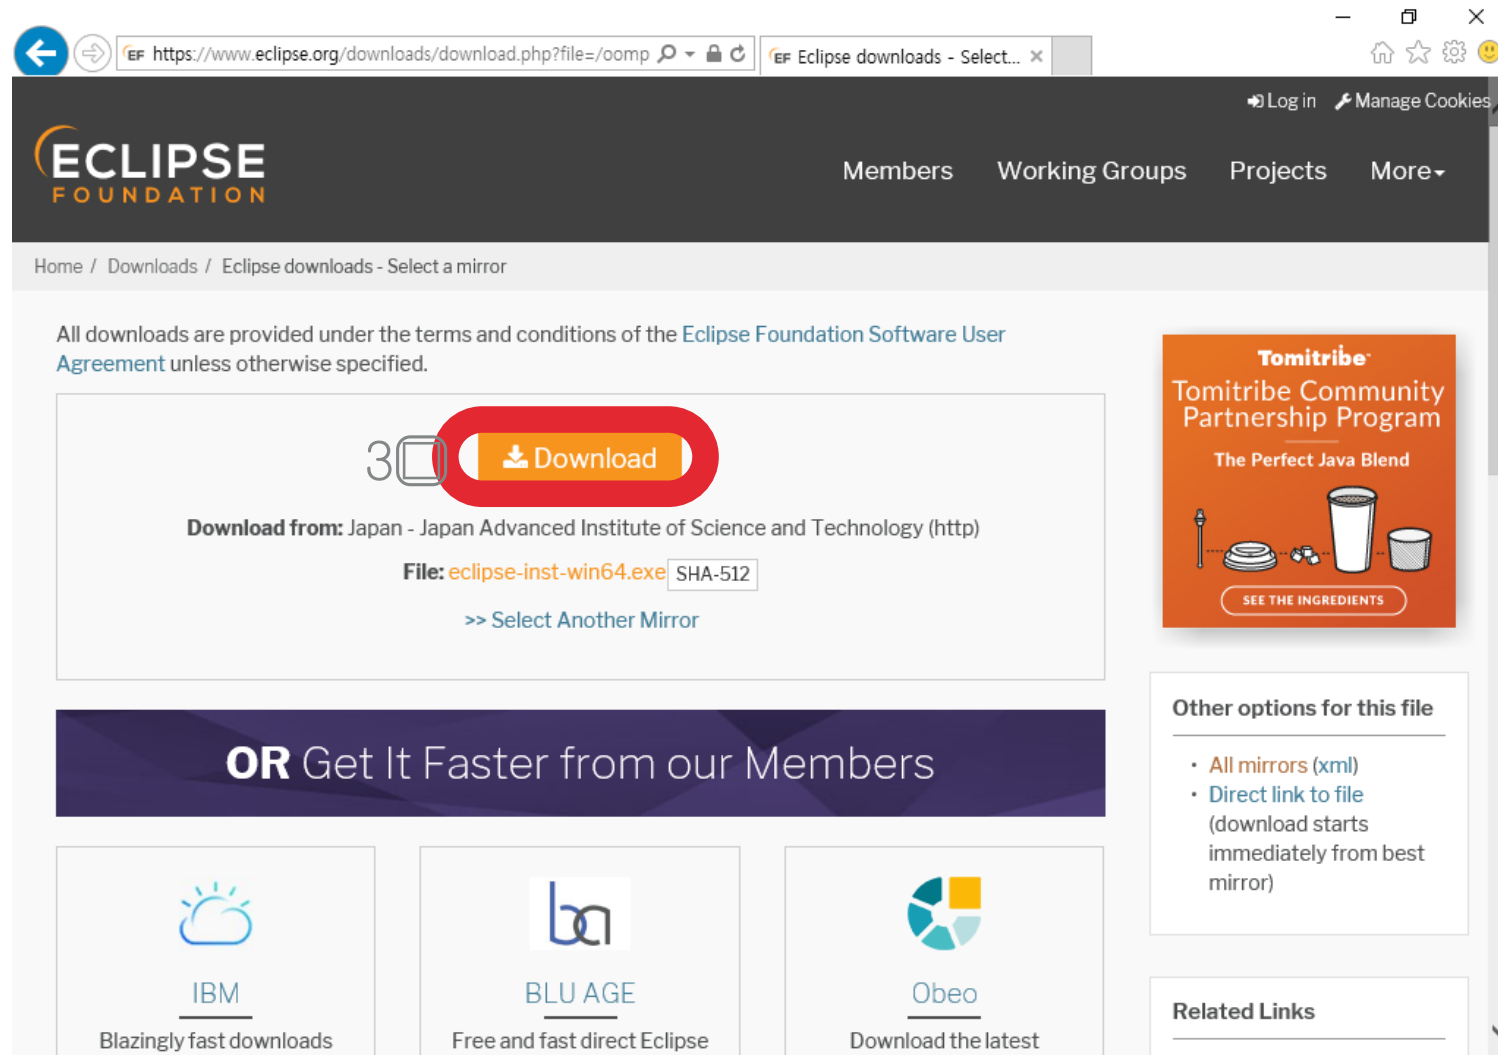 https://www.eclipse.org/downloads/download.php?file=/oomp
Eclipse downloads - Select...
Log in
Manage Cookies
ECLIPSE
FOUNDATION
Members
Working Groups
Projects
More
Home / Downloads / Eclipse downloads - Select a mirror
All downloads are provided under the terms and conditions of the Eclipse Foundation Software User
Agreement unless otherwise specified.
3
Download
Download from: Japan - Japan Advanced Institute of Science and Technology (http)
File: eclipse-inst-win64.exe SHA-512
>> Select Another Mirror
OR Get It Faster from our Members
IBM
Blazingly fast downloads
BLU AGE
Free and fast direct Eclipse
Obeo
Download the latest
Tomitribe
Tomitribe Community
Partnership Program
The Perfect Java Blend
SEE THE INGREDIENTS
Other options for this file
• All mirrors (xml)
• Direct link to file
(download starts
immediately from best
mirror)
Related Links